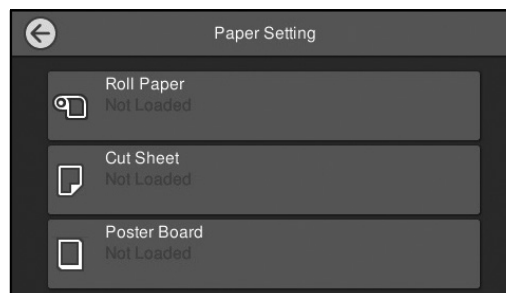 Paper Setting
Roll Paper
Not Loaded
Cut Sheet
Not Loaded
Poster Board
Not Loaded